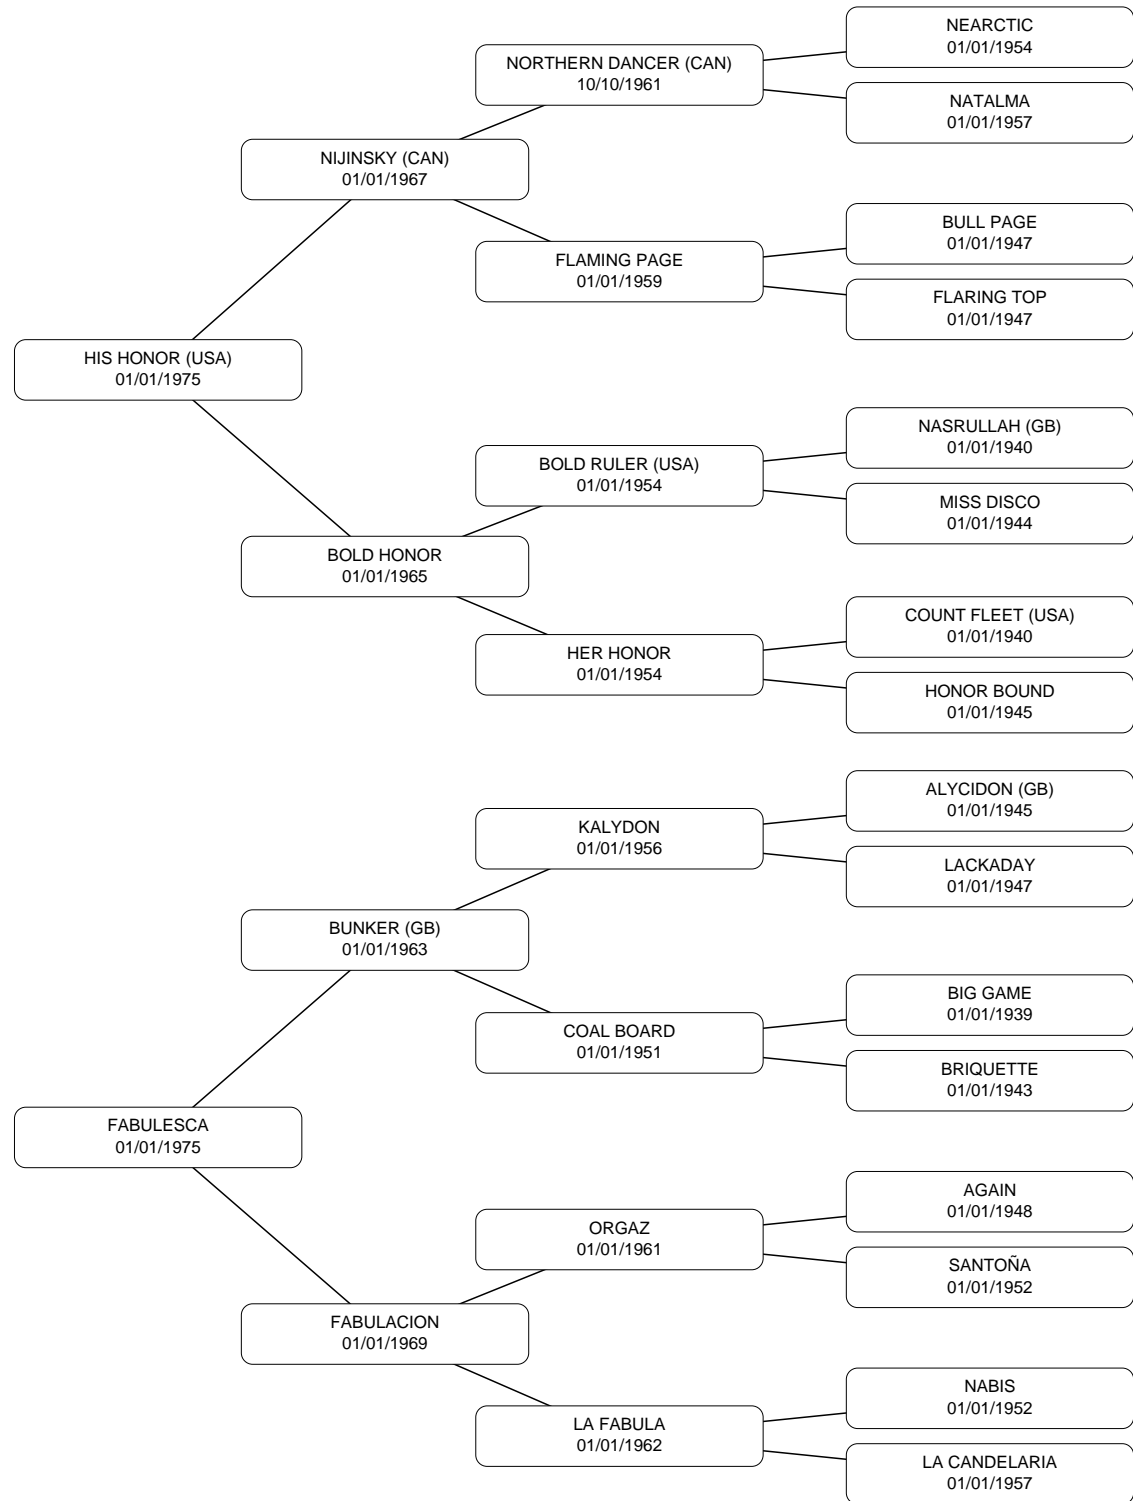 NEARCTIC
01/01/1954
NORTHERN DANCER (CAN)
10/10/1961
NATALMA
01/01/1957
NIJINSKY (CAN)
01/01/1967
BULL PAGE
01/01/1947
FLAMING PAGE
01/01/1959
FLARING TOP
01/01/1947
HIS HONOR (USA)
01/01/1975
NASRULLAH (GB)
01/01/1940
BOLD RULER (USA)
01/01/1954
MISS DISCO
01/01/1944
BOLD HONOR
01/01/1965
COUNT FLEET (USA)
01/01/1940
HER HONOR
01/01/1954
HONOR BOUND
01/01/1945
ALYCIDON (GB)
01/01/1945
KALYDON
01/01/1956
LACKADAY
01/01/1947
BUNKER (GB)
01/01/1963
BIG GAME
01/01/1939
COAL BOARD
01/01/1951
BRIQUETTE
01/01/1943
FABULESCA
01/01/1975
AGAIN
01/01/1948
ORGAZ
01/01/1961
SANTOÑA
01/01/1952
FABULACION
01/01/1969
NABIS
01/01/1952
LA FABULA
01/01/1962
LA CANDELARIA
01/01/1957